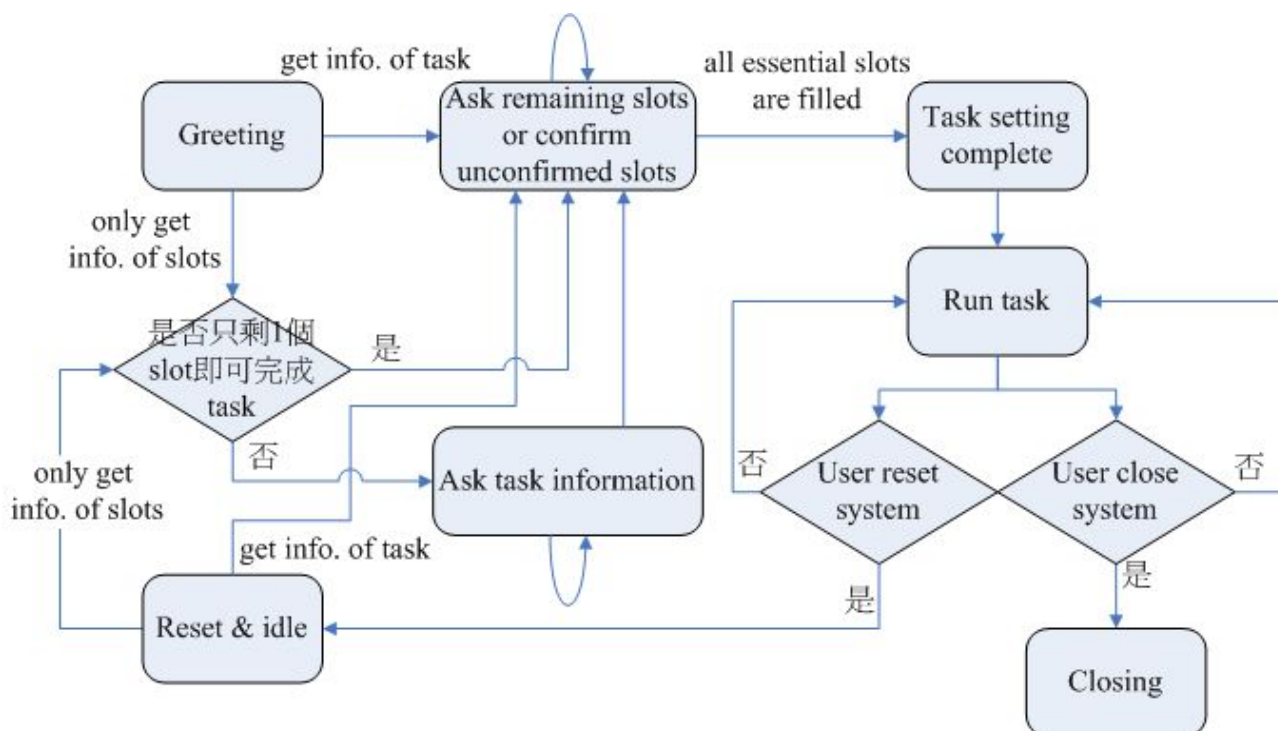 get info. of task
all essential slots
are filled
Greeting
Ask remaining slots
or confirm
unconfirmed slots
Task setting
complete
only get
info. of slots
Run task
是否只剩1個
slot即可完成
task
是
否
Ask task information
only get
info. of slots
get info. of task
Reset & idle
否
User reset
system
User close
system
否
是
是
Closing